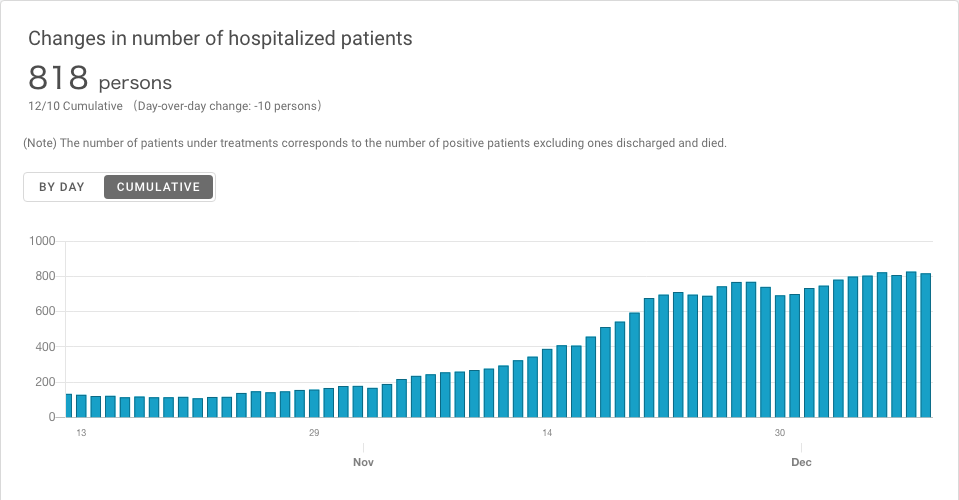 Changes in number of hospitalized patients
818 persons
12/10 Cumulative （Day-over-day change: -10 persons）
(Note) The number of patients under treatments corresponds to the number of positive patients excluding ones discharged and died.
BY DAY CUMULATIVE
1000
800
600
400
200
0
13 29 14 30
Nov Dec